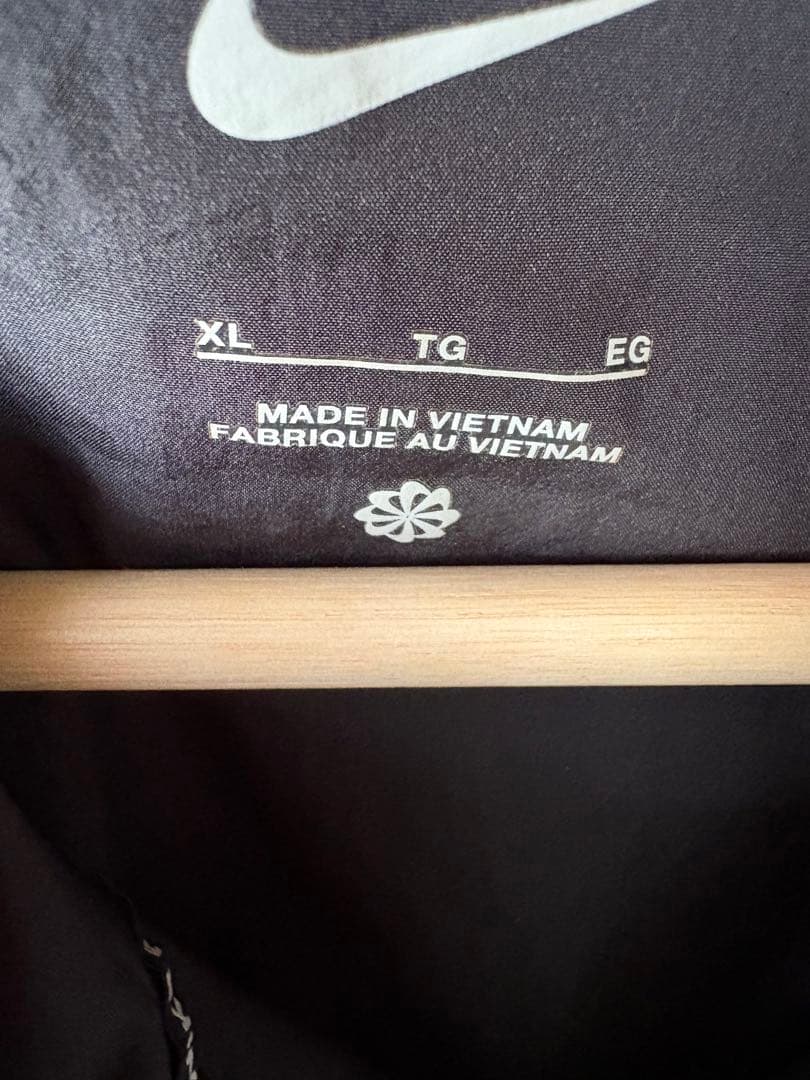 XL TG EG
MADE IN VIETNAM
FABRIQUE AU VIETNAM